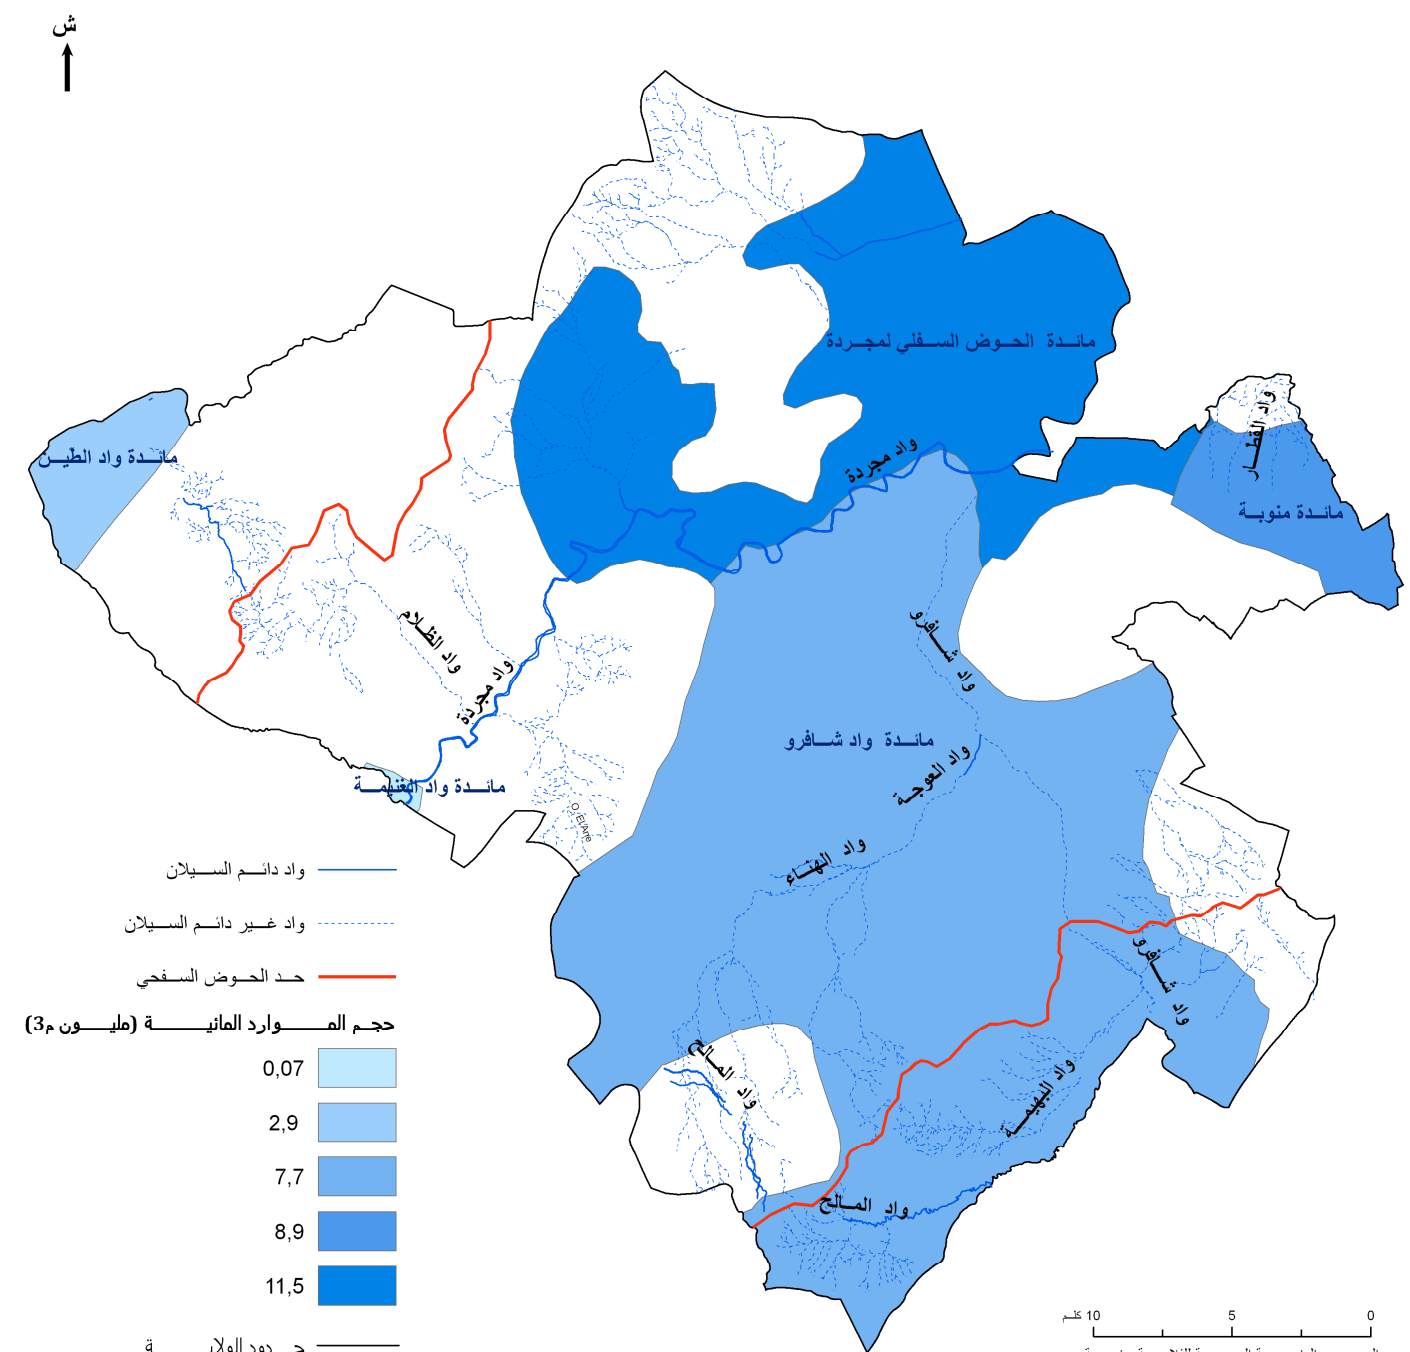 ش
مائدة الحوض السفلي لمجردة
واد القطار
مائدة واد الطين
واد مجردة
مائدة منوبة
واد الظلام
واد شافرو
واد مجردة
مائدة واد شافرو
واد العوجة
مائدة واد الغنيمة
O. El Arre
واد الهناء
واد دائم السيلان
واد غير دائم السيلان
واد شافرو
حد الحوض السفحي
حجم الموارد المائية (مليون م3)
واد المالح
0,07
واد البهيمة
2,9
7,7
واد المالح
8,9
11,5
10 كلم 5 0